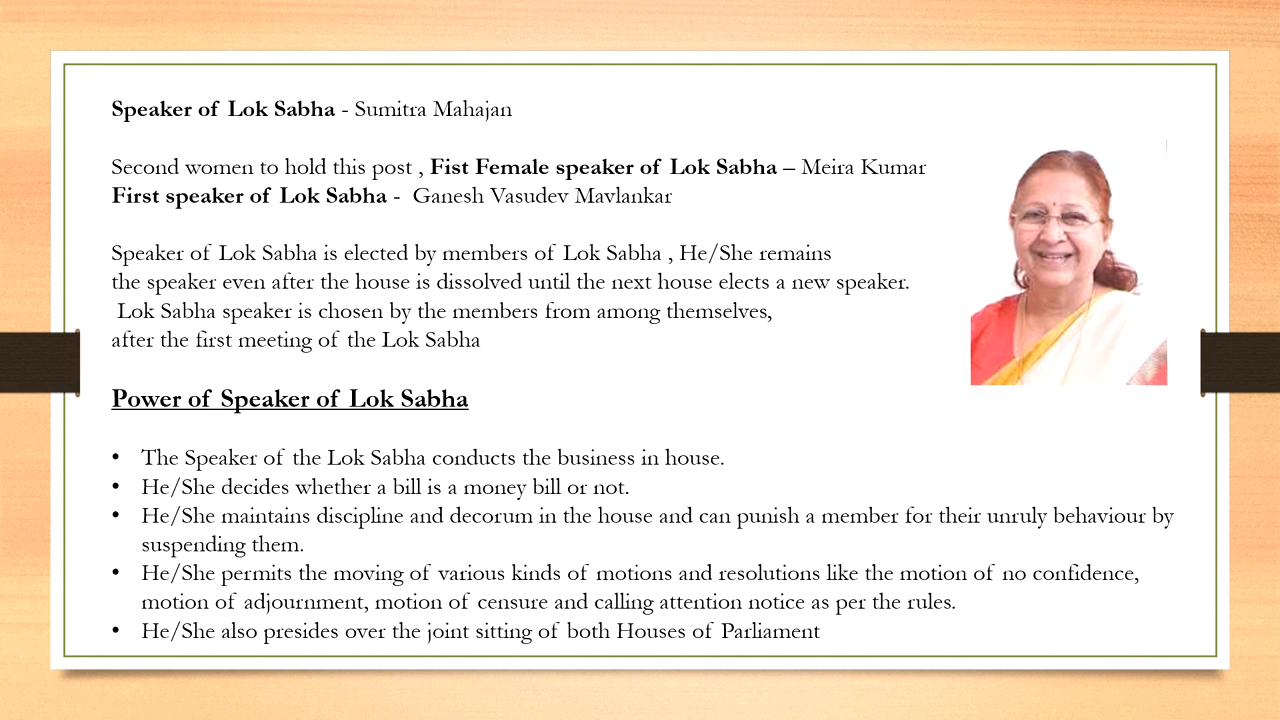 Speaker of Lok Sabha - Sumitra Mahajan
Second women to hold this post , Fist Female speaker of Lok Sabha – Meira Kumar
First speaker of Lok Sabha - Ganesh Vasudev Mavlankar
Speaker of Lok Sabha is elected by members of Lok Sabha , He/She remains
the speaker even after the house is dissolved until the next house elects a new speaker.
Lok Sabha speaker is chosen by the members from among themselves,
after the first meeting of the Lok Sabha
Power of Speaker of Lok Sabha
• The Speaker of the Lok Sabha conducts the business in house.
• He/She decides whether a bill is a money bill or not.
• He/She maintains discipline and decorum in the house and can punish a member for their unruly behaviour by
suspending them.
• He/She permits the moving of various kinds of motions and resolutions like the motion of no confidence,
motion of adjournment, motion of censure and calling attention notice as per the rules.
• He/She also presides over the joint sitting of both Houses of Parliament